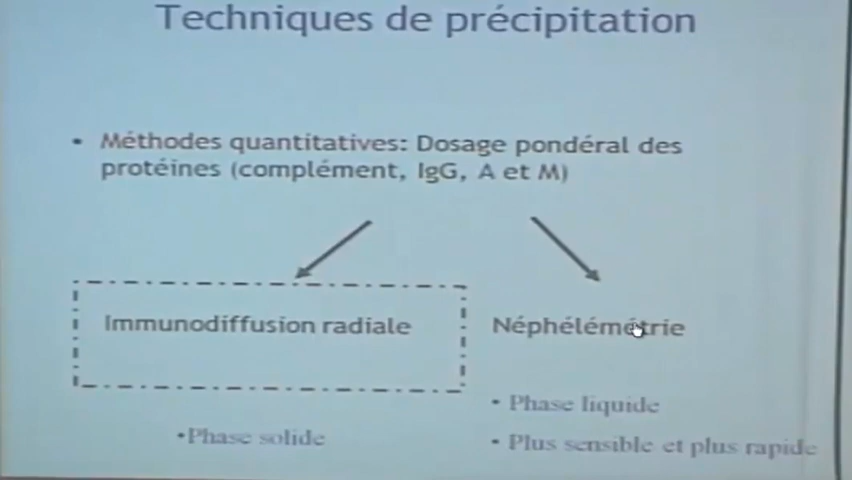 Techniques de précipitation
• Méthodes quantitatives: Dosage pondéral des
protéines (complément, IgG, A et M)
Immunodiffusion radiale
Néphélémétrie
•Phase solide
• Phase liquide
• Plus sensible et plus rapide